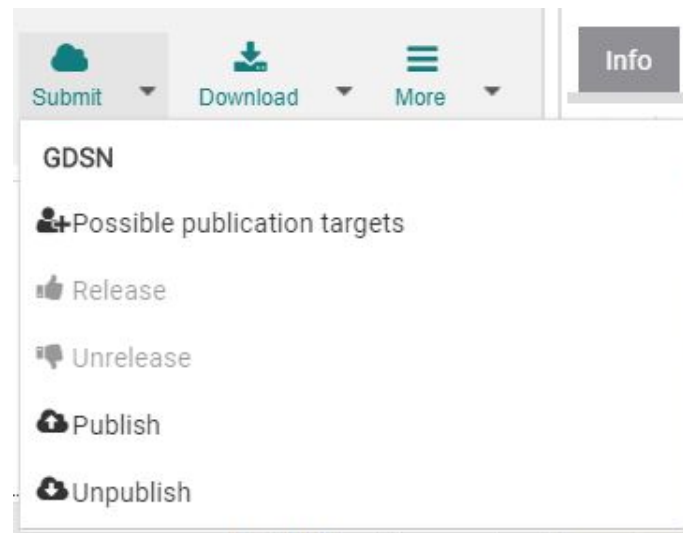 Submit Download More Info
GDSN
Possible publication targets
Release
Unrelease
Publish
Unpublish